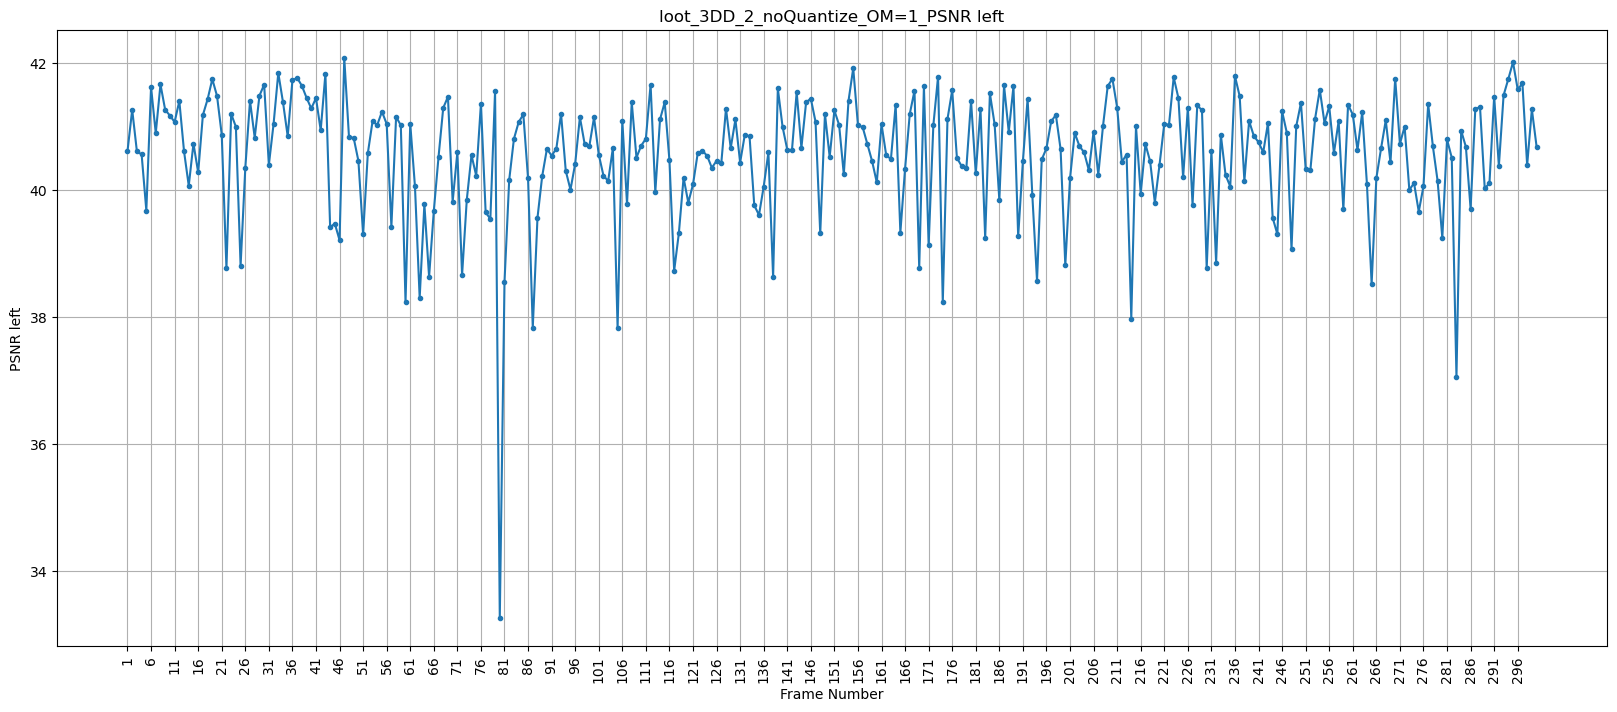 loot_3DD_2_noQuantize_OM=1_PSNR left
PSNR left
42
40
38
36
34
1 6 11 16 21 26 31 36 41 46 51 56 61 66 71 76 81 86 91 96 101 106 111 116 121 126 131 136 141 146 151 156 161 166 171 176 181 186 191 196 201 206 211 216 221 226 231 236 241 246 251 256 261 266 271 276 281 286 291 296
Frame Number